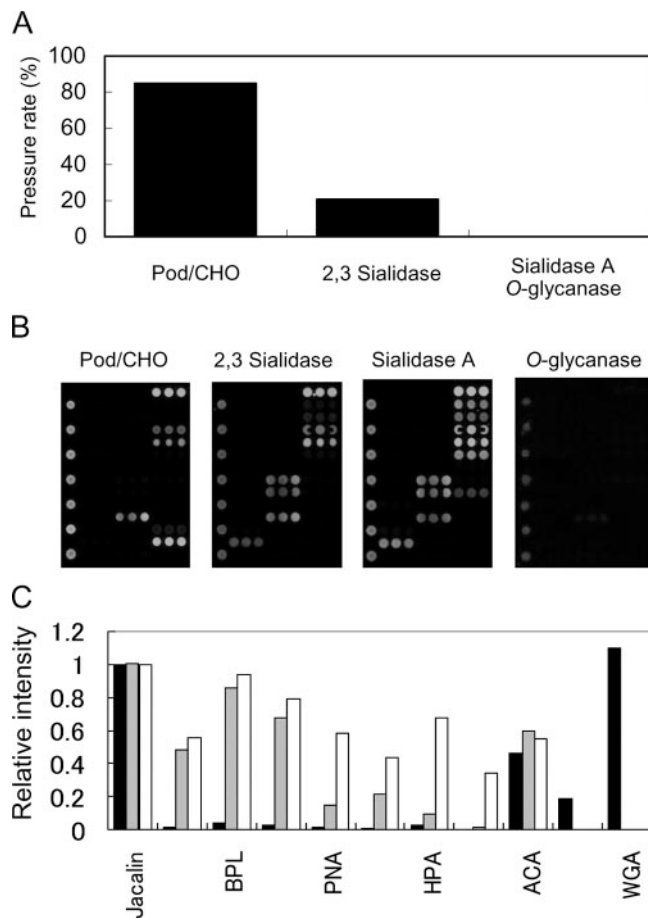 A
Pressure rate (%)
100
80
60
40
20
0
Pod/CHO
2,3 Sialidase
Sialidase A
O-glycanase
B
Pod/CHO
2,3 Sialidase
Sialidase A
O-glycanase
C
Relative intensity
1.2
1
0.8
0.6
0.4
0.2
0
Jacalin
BPL
PNA
HPA
ACA
WGA